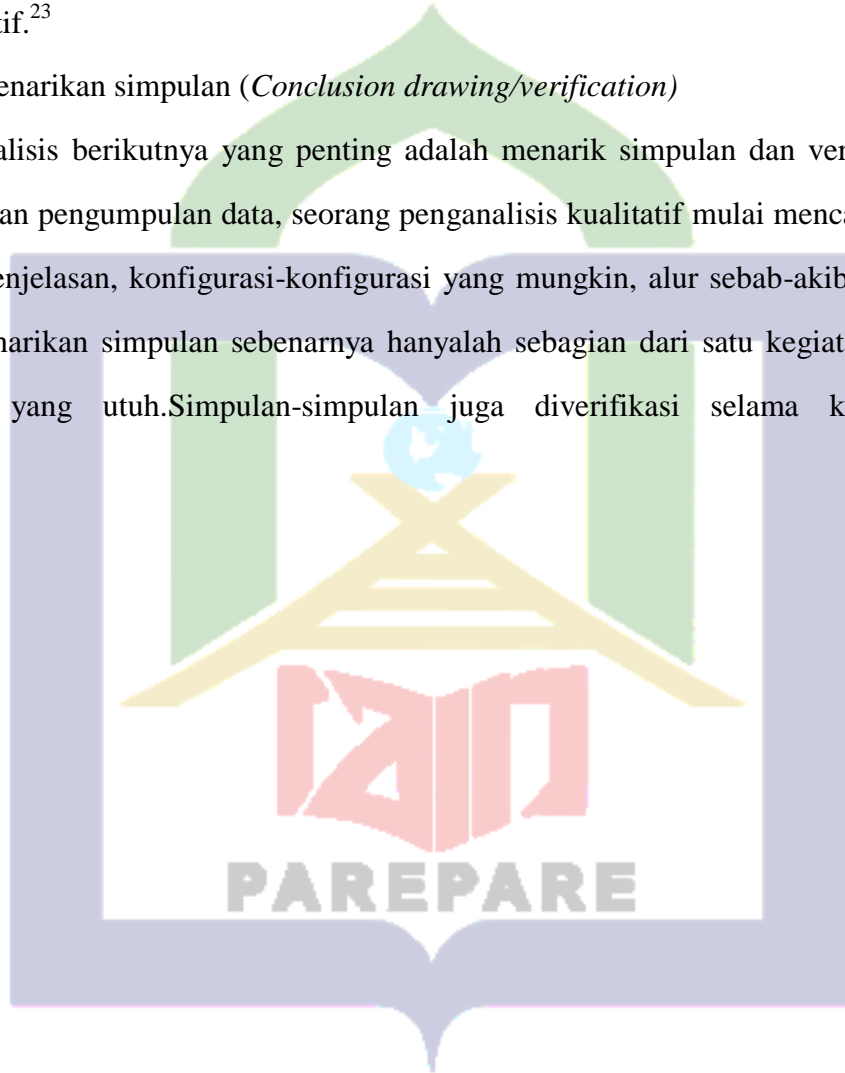 tif.23
enarikan simpulan (Conclusion drawing/verification)
alisis berikutnya yang penting adalah menarik simpulan dan ver
an pengumpulan data, seorang penganalisis kualitatif mulai menca
enjelasan, konfigurasi-konfigurasi yang mungkin, alur sebab-akib
narikan simpulan sebenarnya hanyalah sebagian dari satu kegiat
yang utuh.Simpulan-simpulan juga diverifikasi selama k
iain
PAREPARE